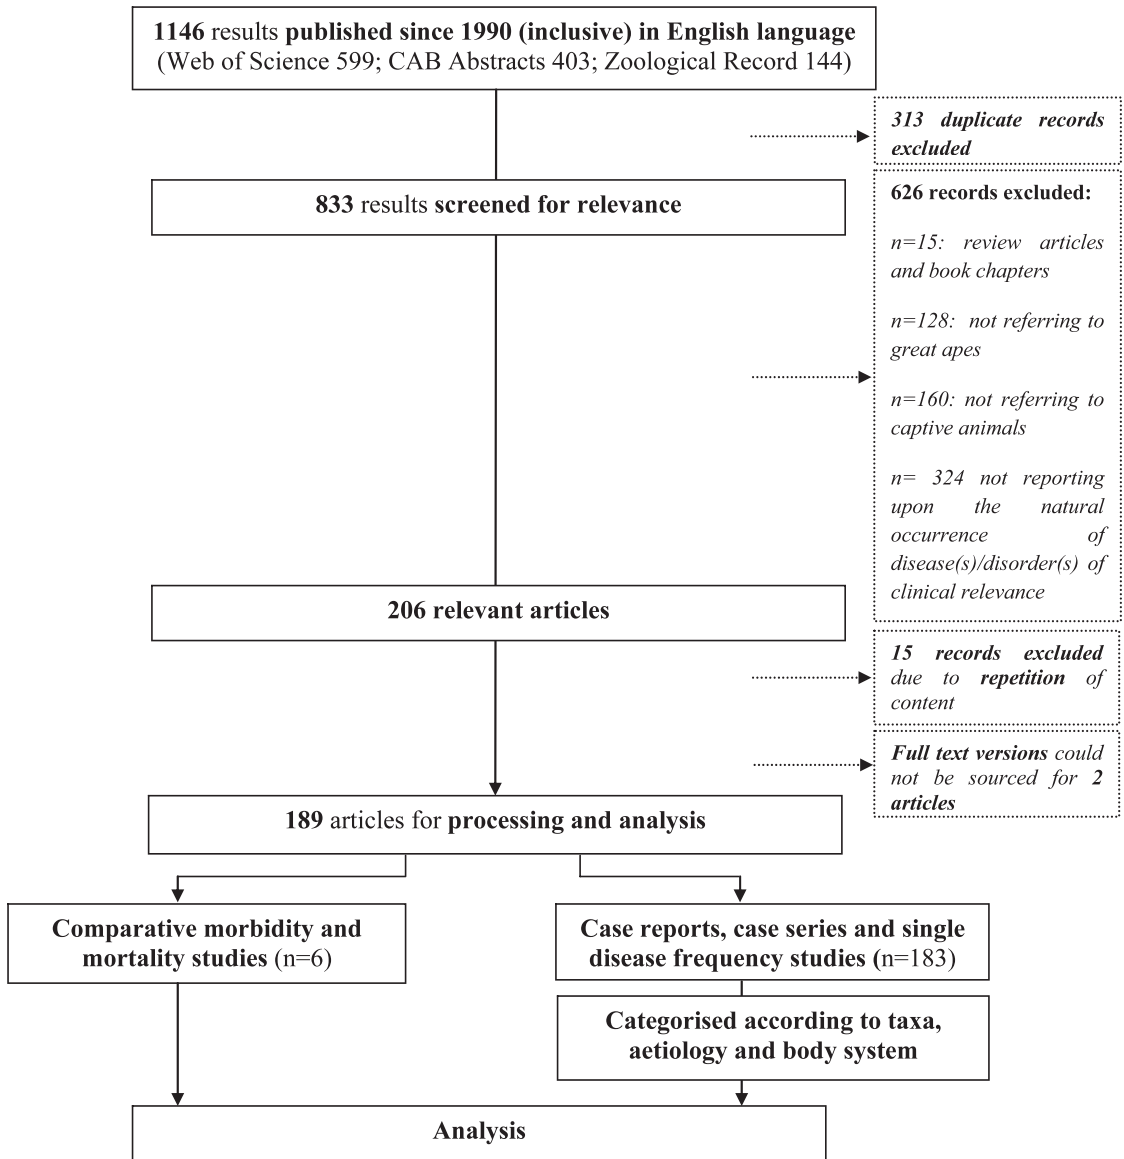 1146 results published since 1990 (inclusive) in English language
(Web of Science 599; CAB Abstracts 403; Zoological Record 144)
313 duplicate records
excluded
833 results screened for relevance
626 records excluded:
n=15: review articles
and book chapters
n=128: not referring to
great apes
n=160: not referring to
captive animals
n= 324 not reporting
upon the natural
occurrence of
disease(s)/disorder(s) of
clinical relevance
206 relevant articles
15 records excluded
due to repetition of
content
Full text versions could
not be sourced for 2
articles
189 articles for processing and analysis
Comparative morbidity and
mortality studies (n=6)
Case reports, case series and single
disease frequency studies (n=183)
Categorised according to taxa,
aetiology and body system
Analysis